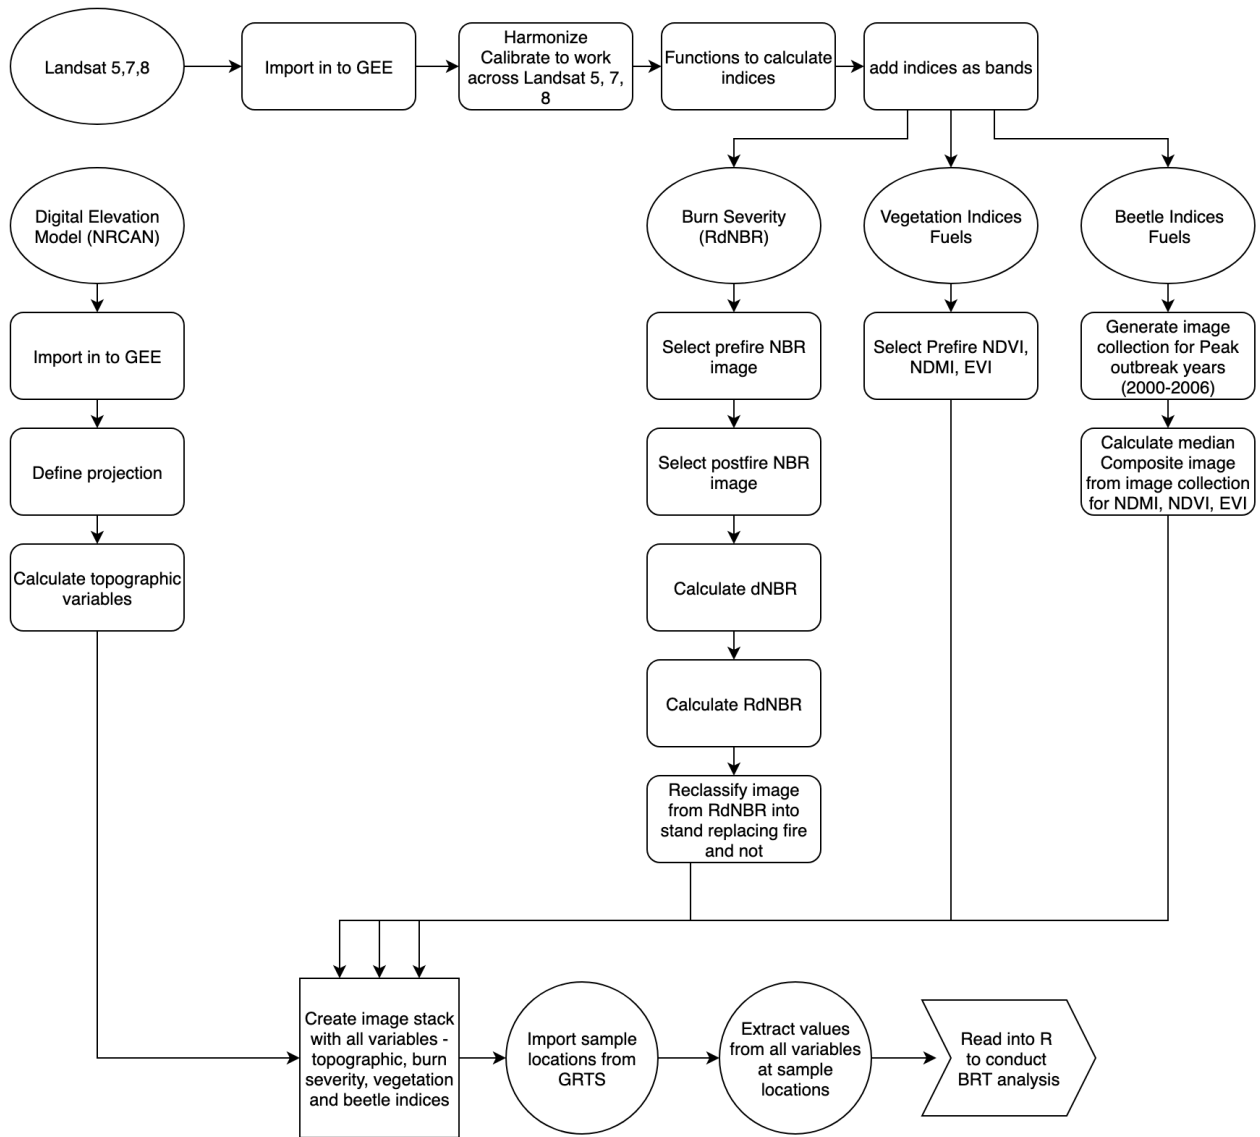 Landsat 5,7,8
Import in to GEE
Harmonize
Calibrate to work
across Landsat 5, 7,
8
Functions to calculate
indices
add indices as bands
Digital Elevation
Model (NRCAN)
Import in to GEE
Define projection
Calculate topographic
variables
Burn Severity
(RdNBR)
Select prefire NBR
image
Select postfire NBR
image
Calculate dNBR
Calculate RdNBR
Reclassify image
from RdNBR into
stand replacing fire
and not
Vegetation Indices
Fuels
Select Prefire NDVI,
NDMI, EVI
Beetle Indices
Fuels
Generate image
collection for Peak
outbreak years
(2000-2006)
Calculate median
Composite image
from image collection
for NDMI, NDVI, EVI
Create image stack
with all variables -
topographic, burn
severity, vegetation
and beetle indices
Import sample
locations from
GRTS
Extract values
from all variables
at sample
locations
Read into R
to conduct
BRT analysis